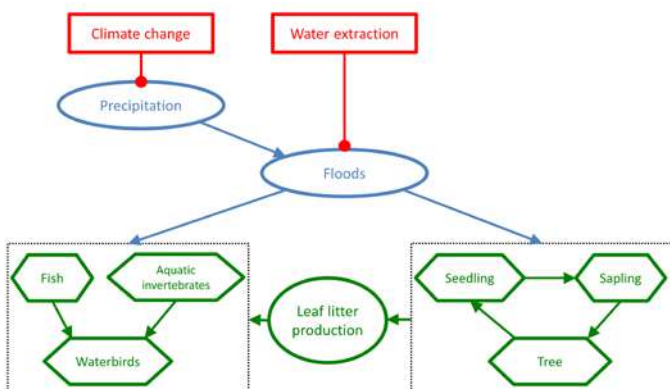 Climate change
Water extraction
Precipitation
Floods
Fish
Aquatic
invertebrates
Waterbirds
Leaf litter
production
Seedling
Sapling
Tree